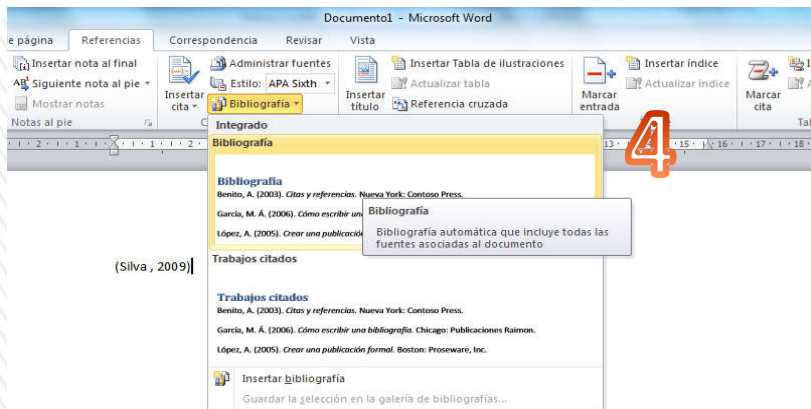 Documento1 - Microsoft Word
e página Referencias Correspondencia Revisar Vista
Insertar nota al final
Siguiente nota al pie
Mostrar notas
Notas al pie
Insertar
cita
Administrar fuentes
Estilo: APA Sixth
Bibliografía
Insertar
título
Insertar Tabla de ilustraciones
Actualizar tabla
Referencia cruzada
Marcar
entrada
Insertar índice
Actualizar índice
Marcar
cita
4
(Silva , 2009)
Integrado
Bibliografía
Bibliografía
Benito, A. (2003). Citas y referencias. Nueva York: Contoso Press.
García, M. Á. (2006). Cómo escribir un
López, A. (2005). Crear una publicació
Bibliografía
Bibliografía automática que incluye todas las
fuentes asociadas al documento
Trabajos citados
Trabajos citados
Benito, A. (2003). Citas y referencias. Nueva York: Contoso Press.
García, M. Á. (2006). Cómo escribir una bibliografía. Chicago: Publicaciones Raimon.
López, A. (2005). Crear una publicación formal. Boston: Proseware, Inc.
Insertar bibliografía
Guardar la selección en la galería de bibliografías...